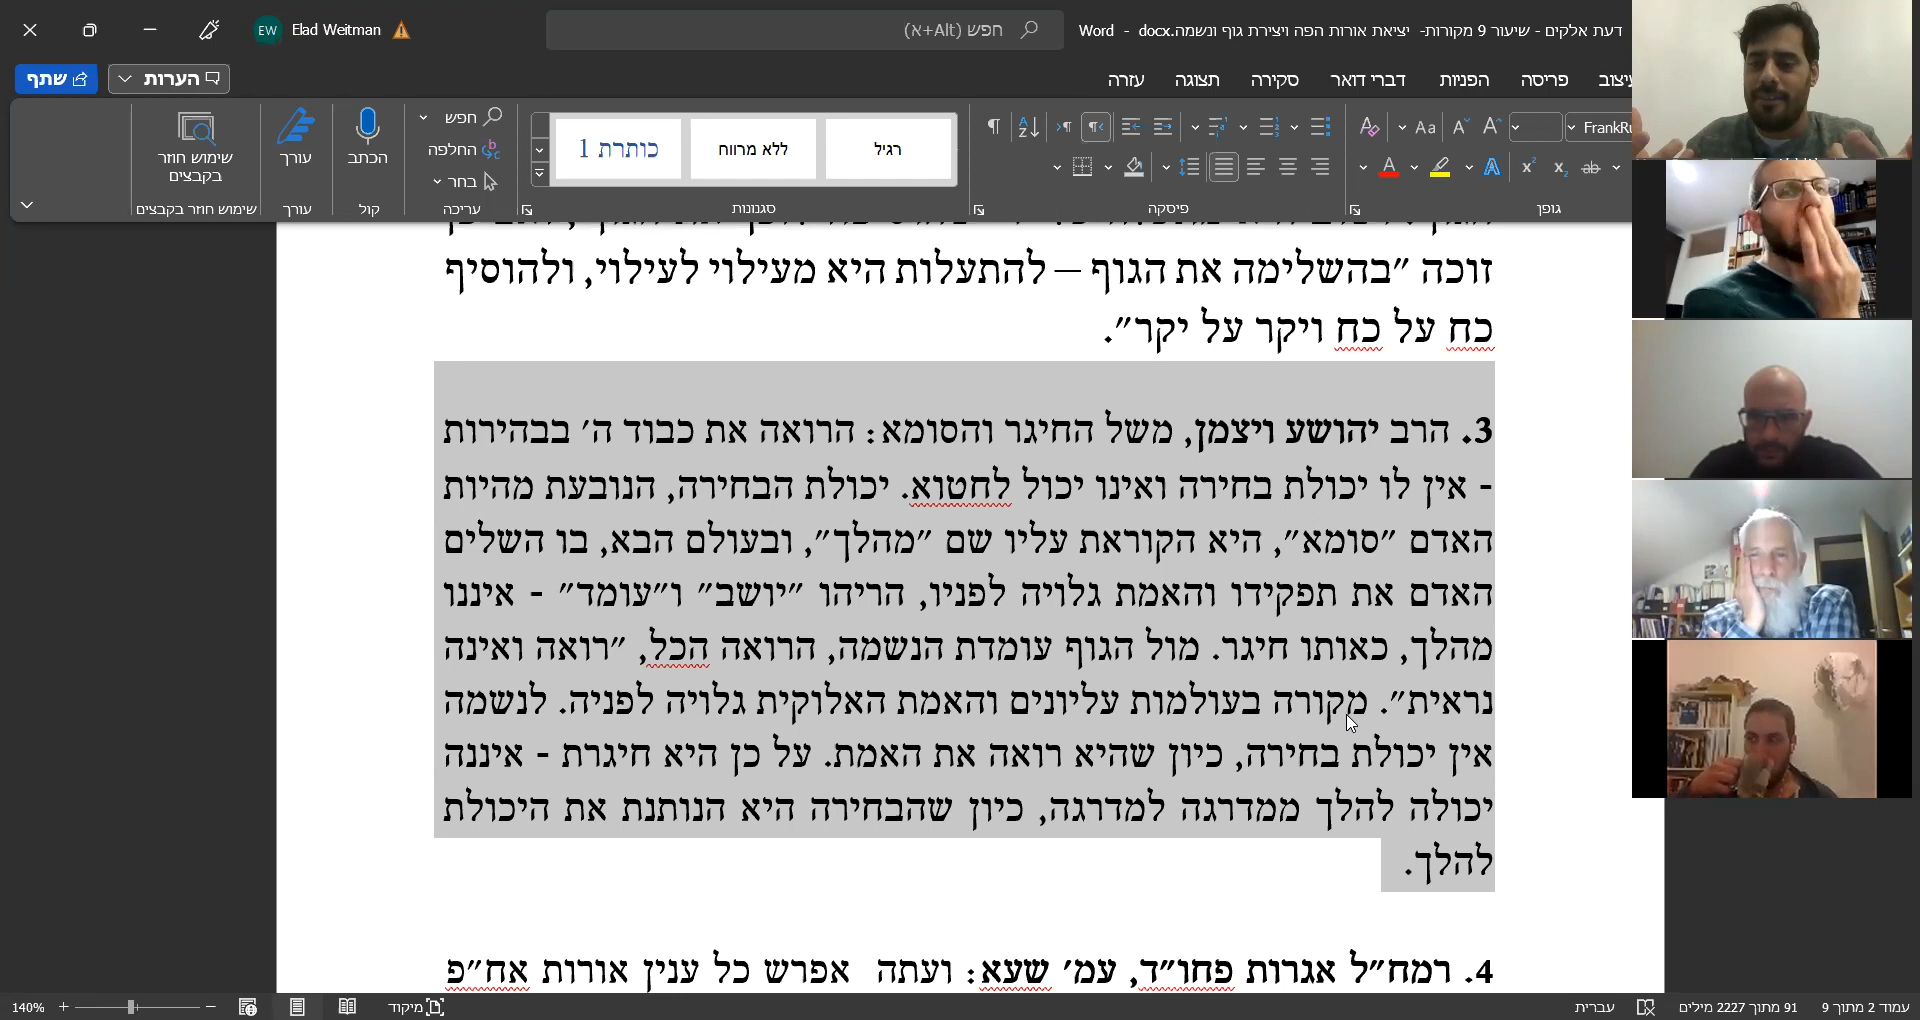 דעת אלקים - שיעור 9 מקורות- יציאת אורות הפה ויצירת גוף ונשמה.docx - Word
חפש (Alt+א)
Elad Weitman
EW
עיצוב פריסה הפניות דברי דואר סקירה תצוגה עזרה
הערות
שתף
FrankRu
גופן
פיסקה
רגיל
ללא מרווח
כותרת 1
סגנונות
חפש
החלפה
בחר
עריכה
הכתב
קול
עורך
עורך
שימוש חוזר בקבצים
שימוש חוזר בקבצים
זוכה "בהשלימה את הגוף – להתעלות היא מעילוי לעילוי, ולהוסיף
כח על כח ויקר על יקר".
3. הרב יהושע ויצמן, משל החיגר והסומא: הרואה את כבוד ה' בבהירות
- אין לו יכולת בחירה ואינו יכול לחטוא. יכולת הבחירה, הנובעת מהיות
האדם "סומא", היא הקוראת עליו שם "מהלך", ובעולם הבא, בו השלים
האדם את תפקידו והאמת גלויה לפניו, הריהו "יושב" ו"עומד" - איננו
מהלך, כאותו חיגר. מול הגוף עומדת הנשמה, הרואה הכל, "רואה ואינה
נראית". מקורה בעולמות עליונים והאמת האלוקית גלויה לפניה. לנשמה
אין יכולת בחירה, כיון שהיא רואה את האמת. על כן היא חיגרת - איננה
יכולה להלך ממדרגה למדרגה, כיון שהבחירה היא הנותנת את היכולת
להלך.
4. רמח"ל אגרות פחו"ד, עמ' שעא: ועתה אפרש כל ענין אורות אח"פ
עמוד 2 מתוך 9
91 מתוך 2227 מילים
עברית
מיקוד
140%